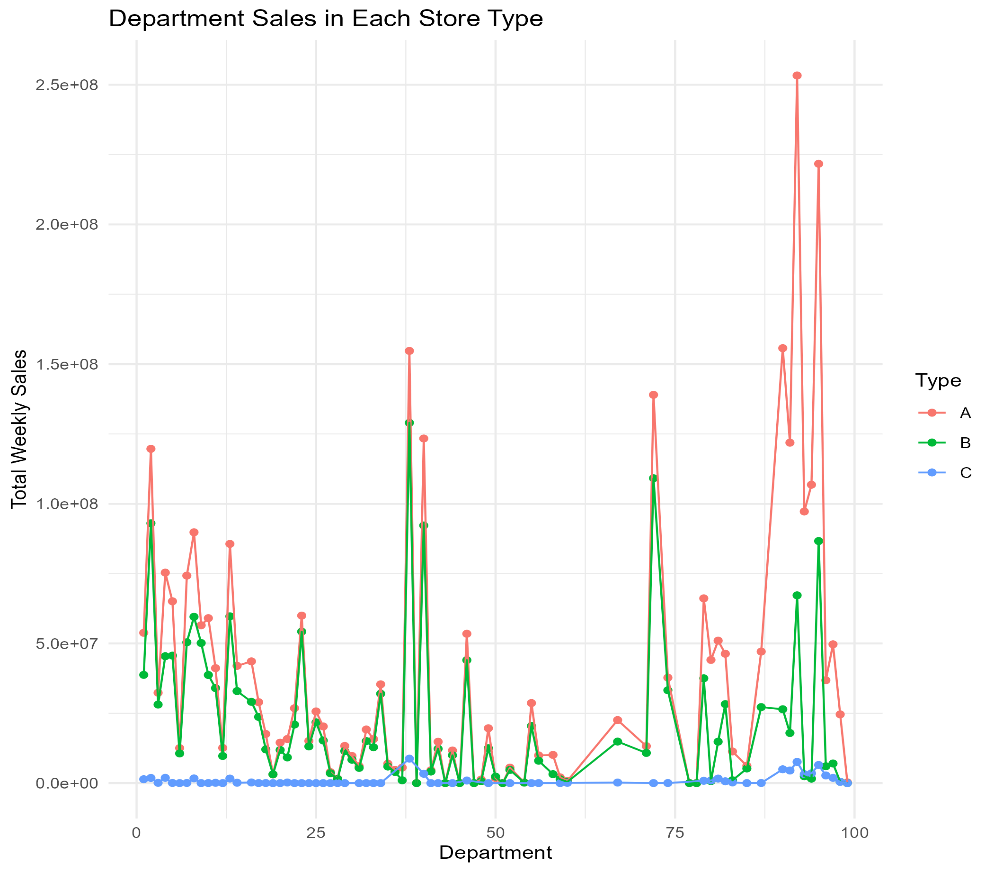 Department Sales in Each Store Type
2.5e+08
2.0e+08
1.5e+08
1.0e+08
5.0e+07
0.0e+00
Total Weekly Sales
0 25 50 75 100
Department
Type
A
B
C